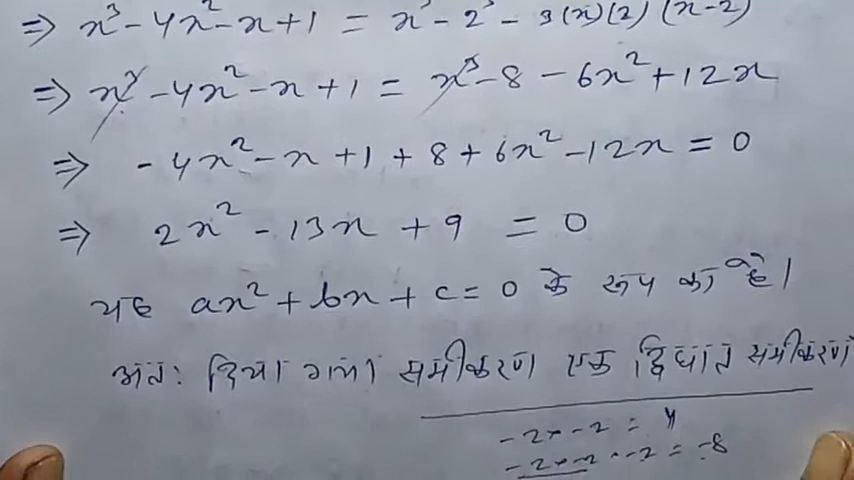 ⇒ x³ - 4x² - x + 1 = x³ - 2³ - 3(x)(2)(x-2)
⇒ x³ - 4x² - x + 1 = x³ - 8 - 6x² + 12x
⇒ -4x² - x + 1 + 8 + 6x² - 12x = 0
⇒ 2x² - 13x + 9 = 0
यह ax² + bx + c = 0 के रूप का है।
अतः दिया गया समीकरण एक द्विघात समीकरण
-2 × -2 = 4
-2 × -2 × -2 = -8